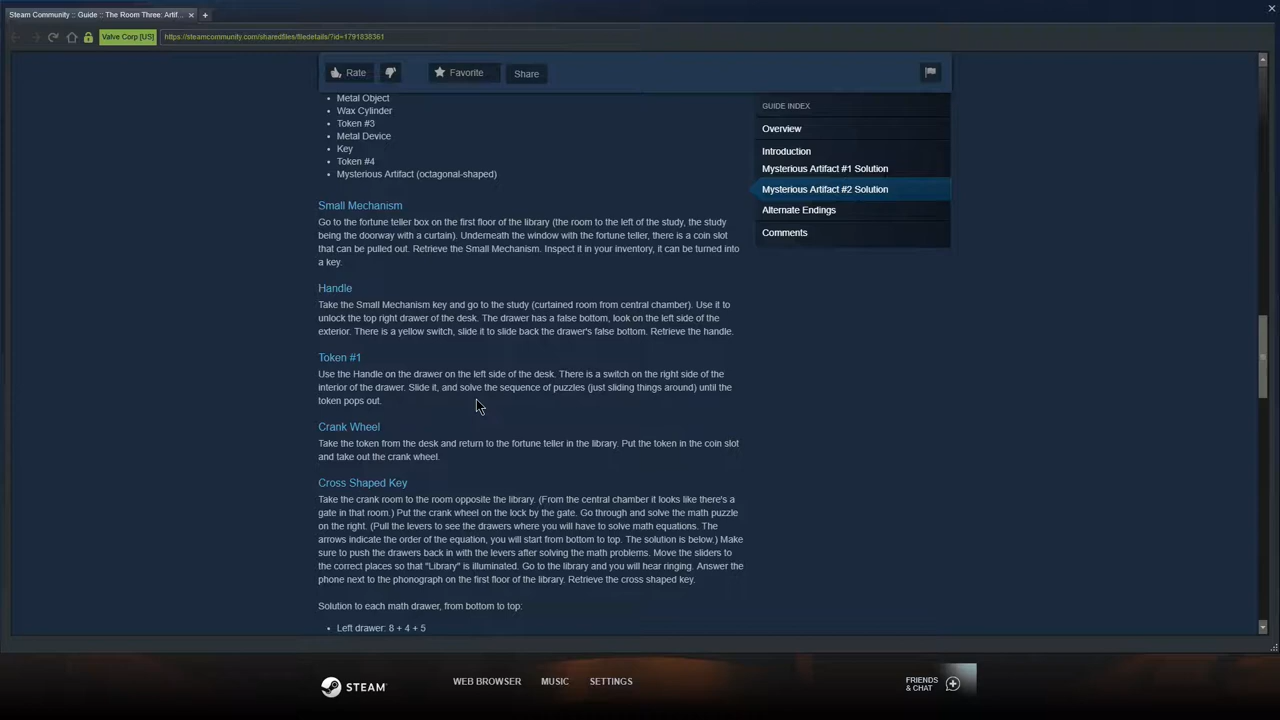 Steam Community :: Guide :: The Room Three: Artif...
Valve Corp [US]
https://steamcommunity.com/sharedfiles/filedetails/?id=1791838361
Rate
Favorite
Share
Metal Object
Wax Cylinder
Token #3
Metal Device
Key
Token #4
Mysterious Artifact (octagonal-shaped)
GUIDE INDEX
Overview
Introduction
Mysterious Artifact #1 Solution
Mysterious Artifact #2 Solution
Alternate Endings
Comments
Small Mechanism
Go to the fortune teller box on the first floor of the library (the room to the left of the study, the study
being the doorway with a curtain). Underneath the window with the fortune teller, there is a coin slot
that can be pulled out. Retrieve the Small Mechanism. Inspect it in your inventory, it can be turned into
a key.
Handle
Take the Small Mechanism key and go to the study (curtained room from central chamber). Use it to
unlock the top right drawer of the desk. The drawer has a false bottom, look on the left side of the
exterior. There is a yellow switch, slide it to slide back the drawer's false bottom. Retrieve the handle.
Token #1
Use the Handle on the drawer on the left side of the desk. There is a switch on the right side of the
interior of the drawer. Slide it, and solve the sequence of puzzles (just sliding things around) until the
token pops out.
Crank Wheel
Take the token from the desk and return to the fortune teller in the library. Put the token in the coin slot
and take out the crank wheel.
Cross Shaped Key
Take the crank room to the room opposite the library. (From the central chamber it looks like there's a
gate in that room.) Put the crank wheel on the lock by the gate. Go through and solve the math puzzle
on the right. (Pull the levers to see the drawers where you will have to solve math equations. The
arrows indicate the order of the equation, you will start from bottom to top. The solution is below.) Make
sure to push the drawers back in with the levers after solving the math problems. Move the sliders to
the correct places so that "Library" is illuminated. Go to the library and you will hear ringing. Answer the
phone next to the phonograph on the first floor of the library. Retrieve the cross shaped key.
Solution to each math drawer, from bottom to top:
Left drawer: 8 + 4 + 5
STEAM
WEB BROWSER
MUSIC
SETTINGS
FRIENDS
& CHAT